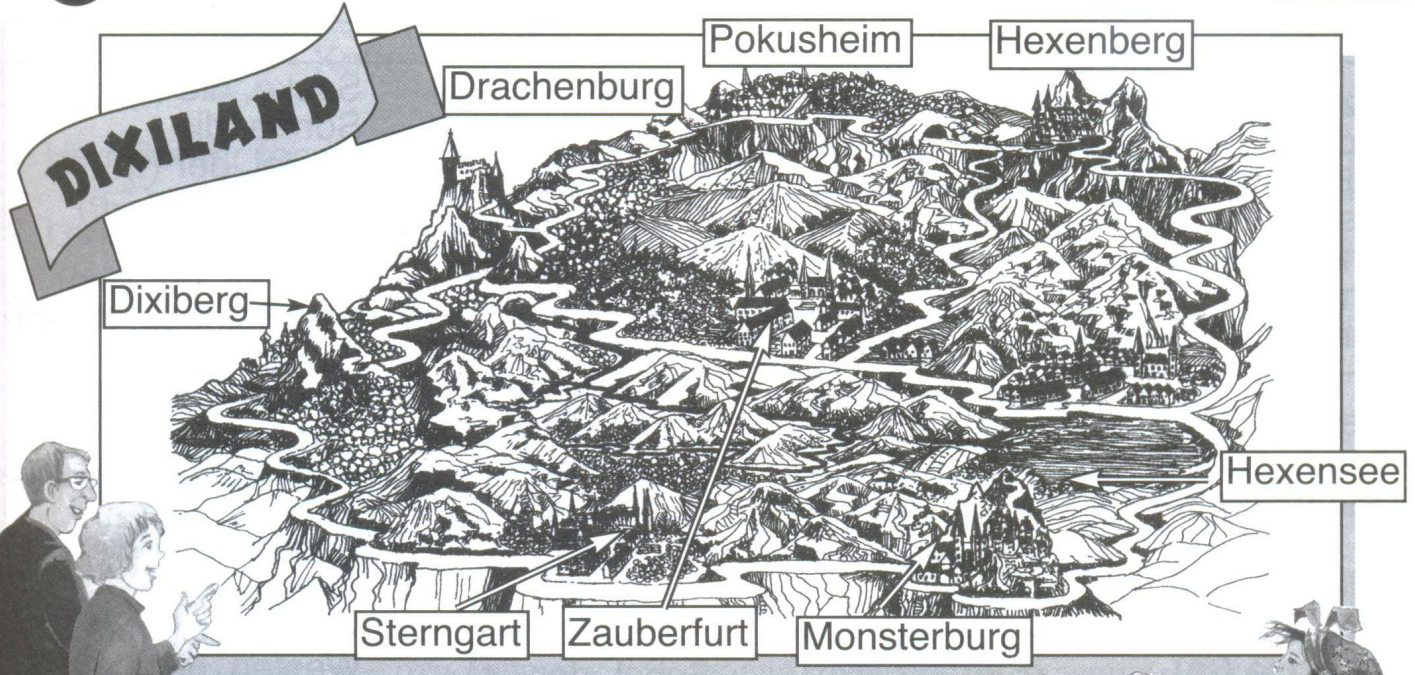 DIXILAND
Pokusheim
Hexenberg
Drachenburg
Dixiberg
Hexensee
Sterngart
Zauberfurt
Monsterburg